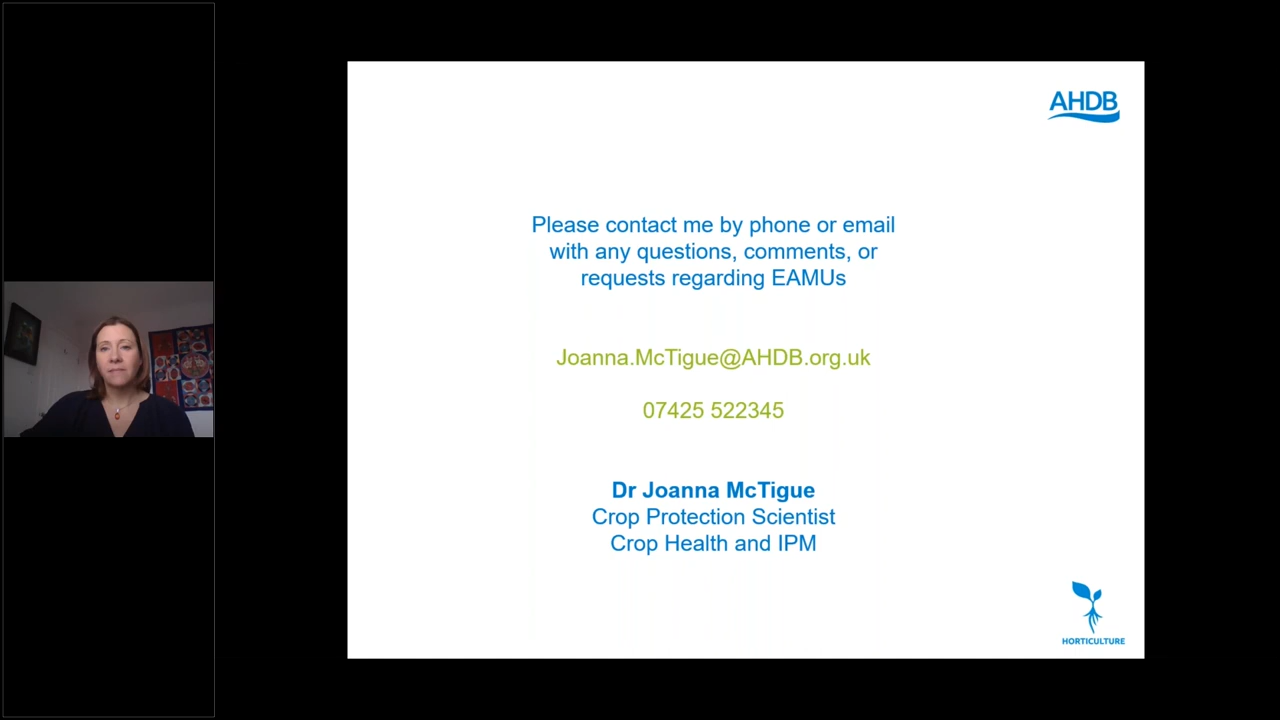 AHDB
Please contact me by phone or email
with any questions, comments, or
requests regarding EAMUs
Joanna.McTigue@AHDB.org.uk
07425 522345
Dr Joanna McTigue
Crop Protection Scientist
Crop Health and IPM
HORTICULTURE